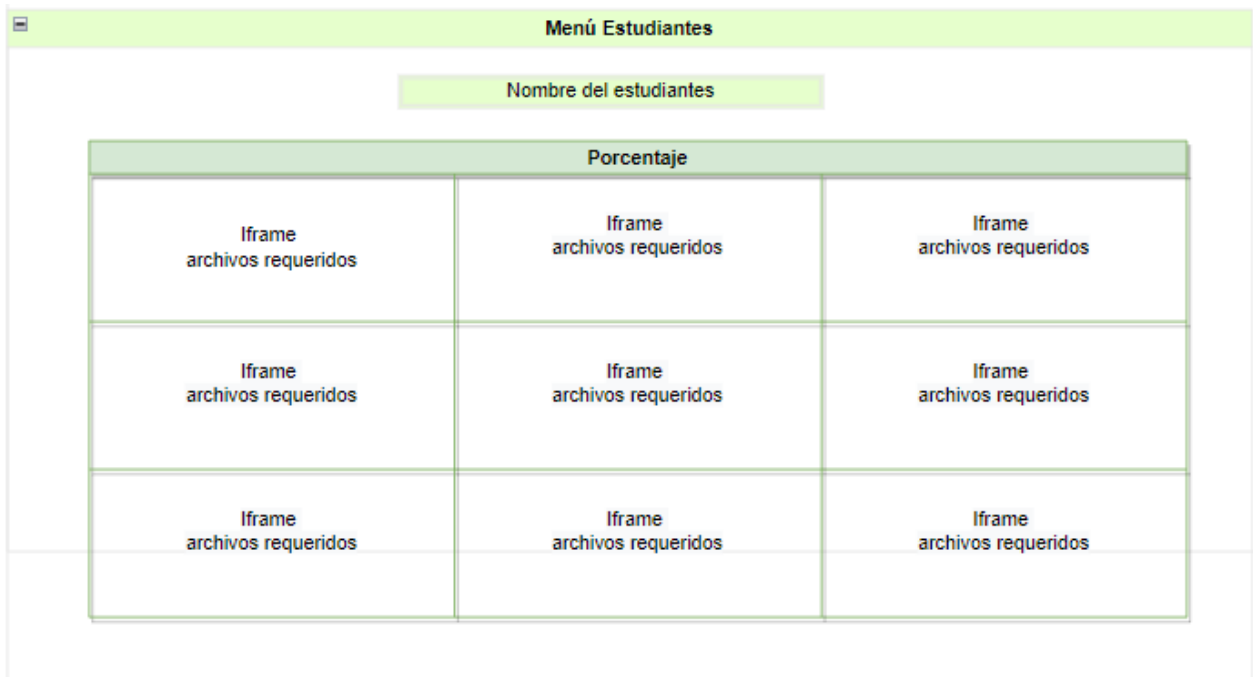 Menú Estudiantes
Nombre del estudiantes
Porcentaje
Iframe
archivos requeridos
Iframe
archivos requeridos
Iframe
archivos requeridos
Iframe
archivos requeridos
Iframe
archivos requeridos
Iframe
archivos requeridos
Iframe
archivos requeridos
Iframe
archivos requeridos
Iframe
archivos requeridos